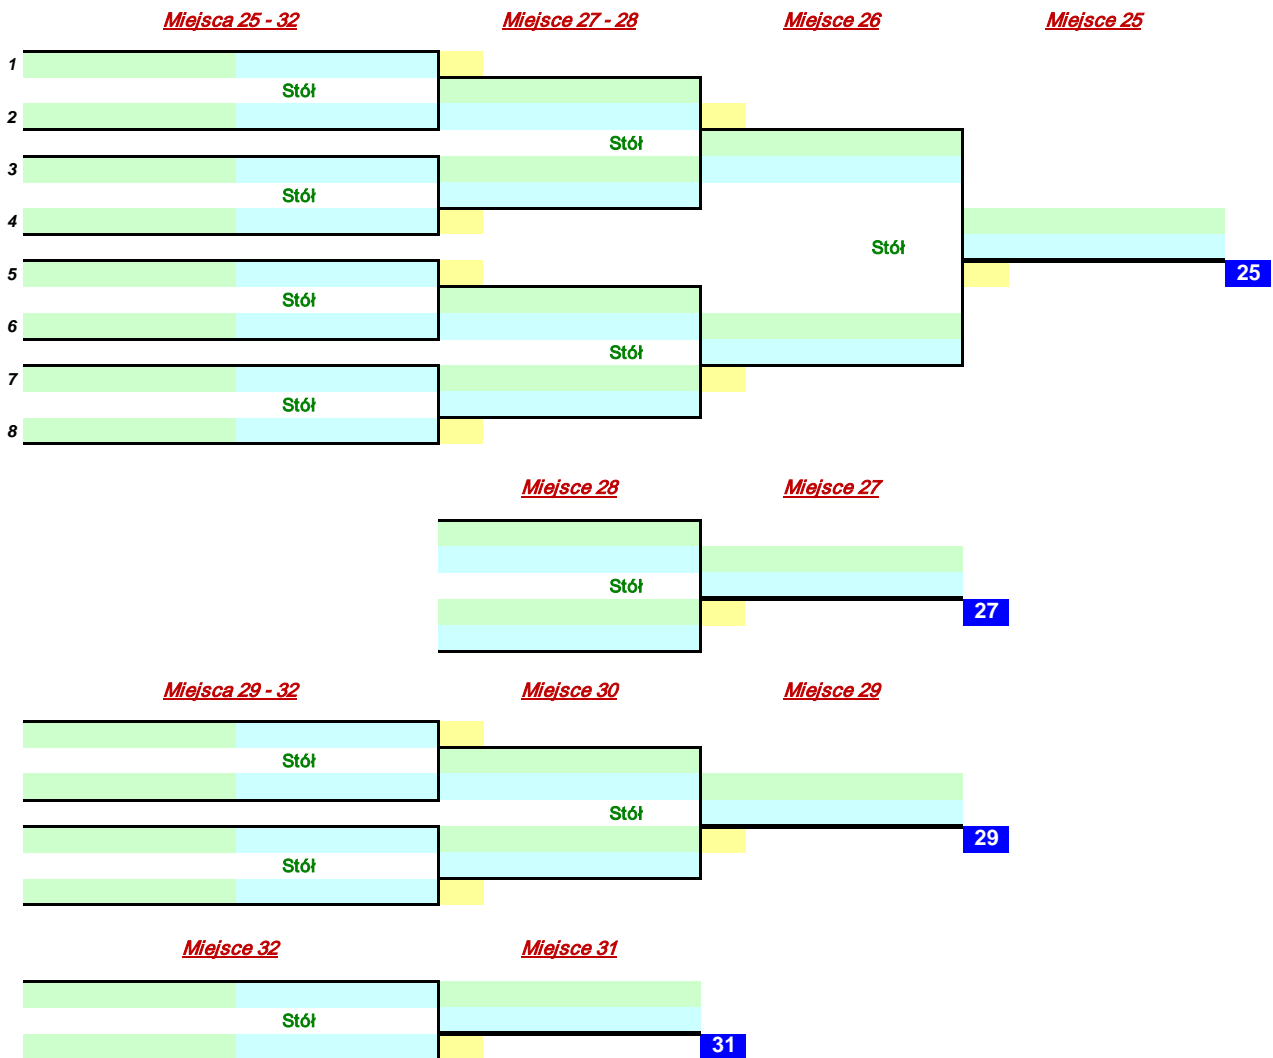 Miejsca 25 - 32 Miejsce 27 - 28 Miejsce 26 Miejsce 25
1
Stół
2
Stół
3
Stół
4
Stół
5
25
Stół
6
Stół
7
Stół
8
Miejsce 28 Miejsce 27
Stół
27
Miejsca 29 - 32 Miejsce 30 Miejsce 29
Stół
Stół
29
Stół
Miejsce 32 Miejsce 31
Stół
31